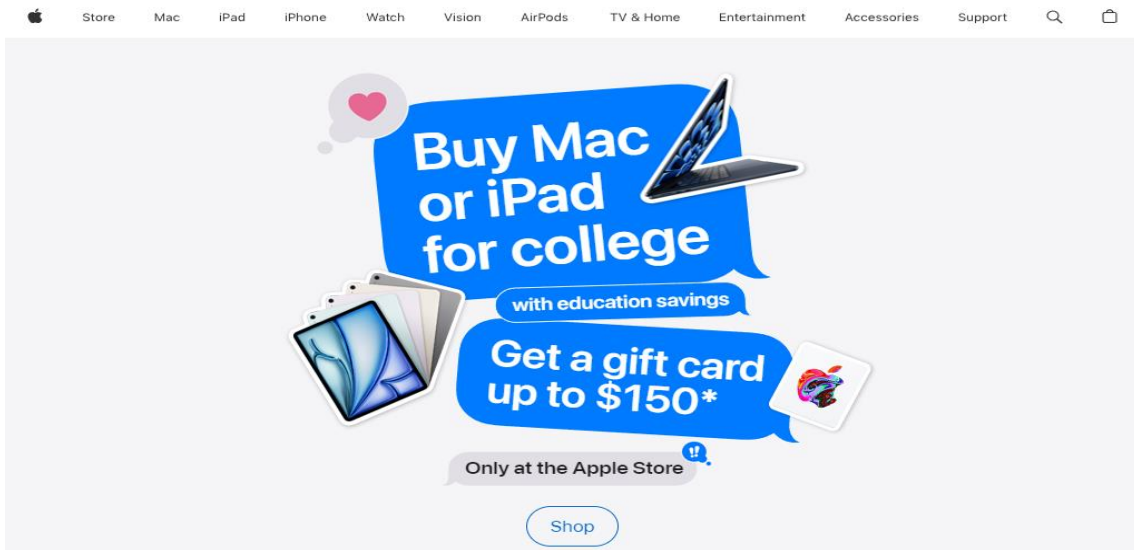 Store Mac iPad iPhone Watch Vision AirPods TV & Home Entertainment Accessories Support
Buy Mac
or iPad
for college
with education savings
Get a gift card
up to $150*
!!
Only at the Apple Store
Shop